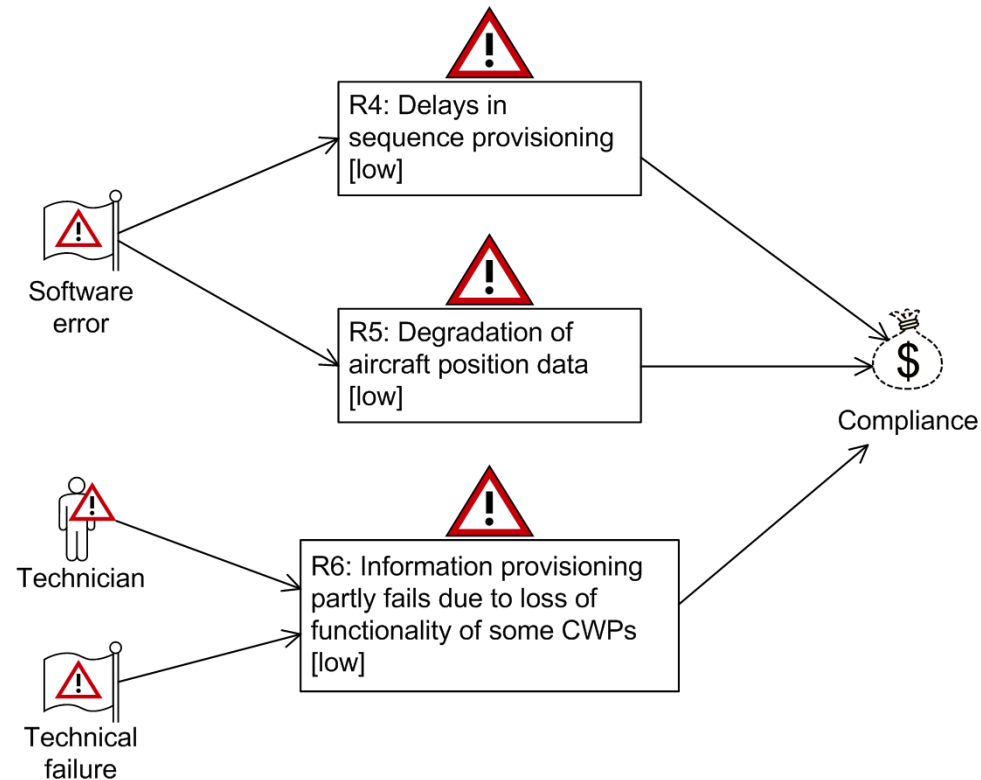 R4: Delays in
sequence provisioning
[low]
Software
error
R5: Degradation of
aircraft position data
[low]
$
Compliance
Technician
R6: Information provisioning
partly fails due to loss of
functionality of some CWPs
[low]
Technical
failure